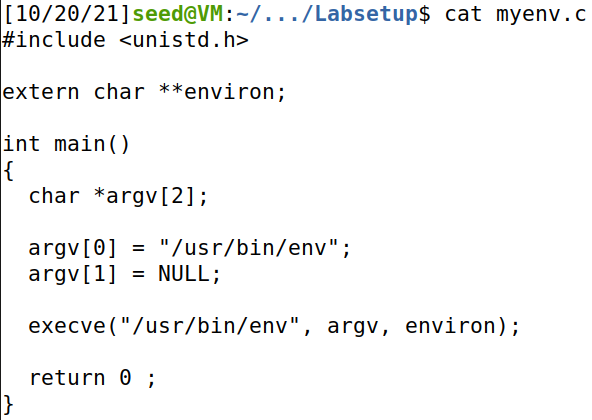 [10/20/21]seed@VM:~/.../Labsetup$ cat myenv.c
#include <unistd.h>

extern char **environ;

int main()
{
  char *argv[2];

  argv[0] = "/usr/bin/env";
  argv[1] = NULL;

  execve("/usr/bin/env", argv, environ);

  return 0 ;
}